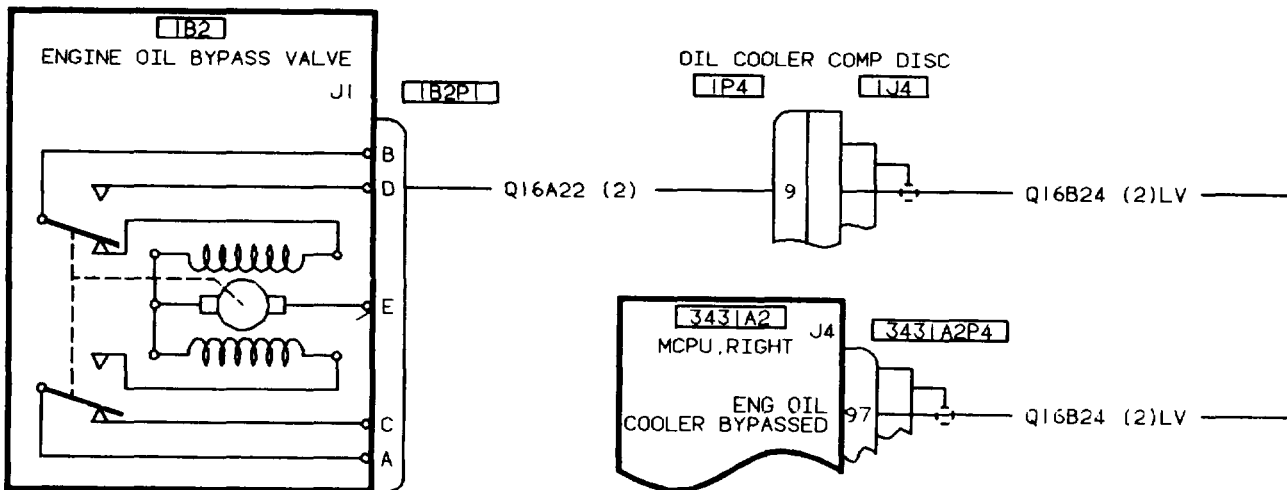 1B2
ENGINE OIL BYPASS VALVE
J1
1B2P1
B
D
E
C
A
Q16A22 (2)
OIL COOLER COMP DISC
1P4
1J4
9
Q16B24 (2)LV
3431A2
J4
MCPU,RIGHT
3431A2P4
ENG OIL
COOLER BYPASSED
97
Q16B24 (2)LV